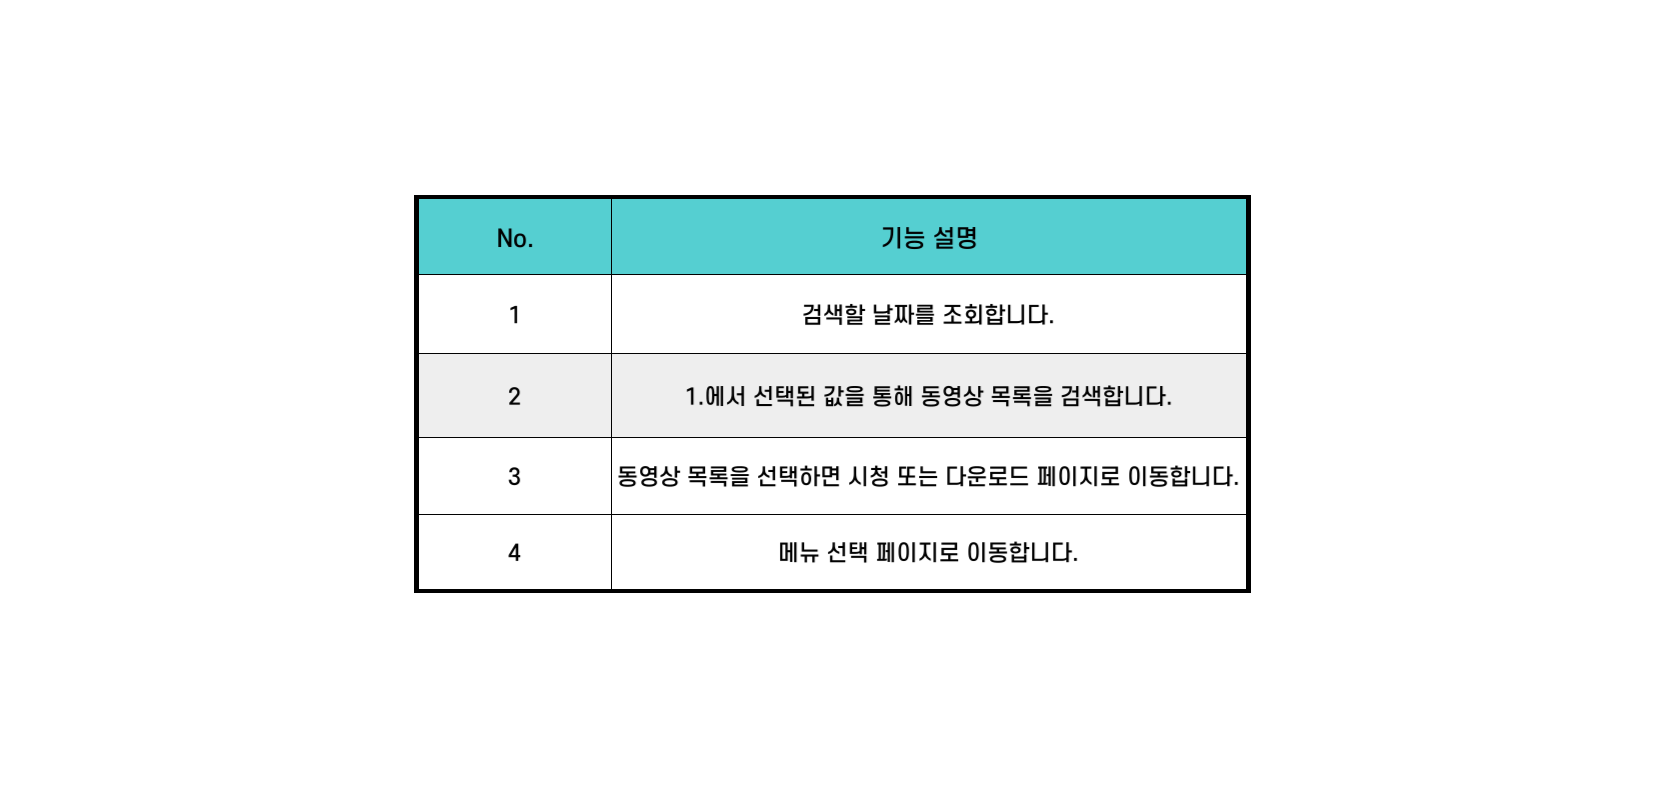 No. 기능 설명
1 검색할 날짜를 조회합니다.
2 1.에서 선택된 값을 통해 동영상 목록을 검색합니다.
3 동영상 목록을 선택하면 시청 또는 다운로드 페이지로 이동합니다.
4 메뉴 선택 페이지로 이동합니다.